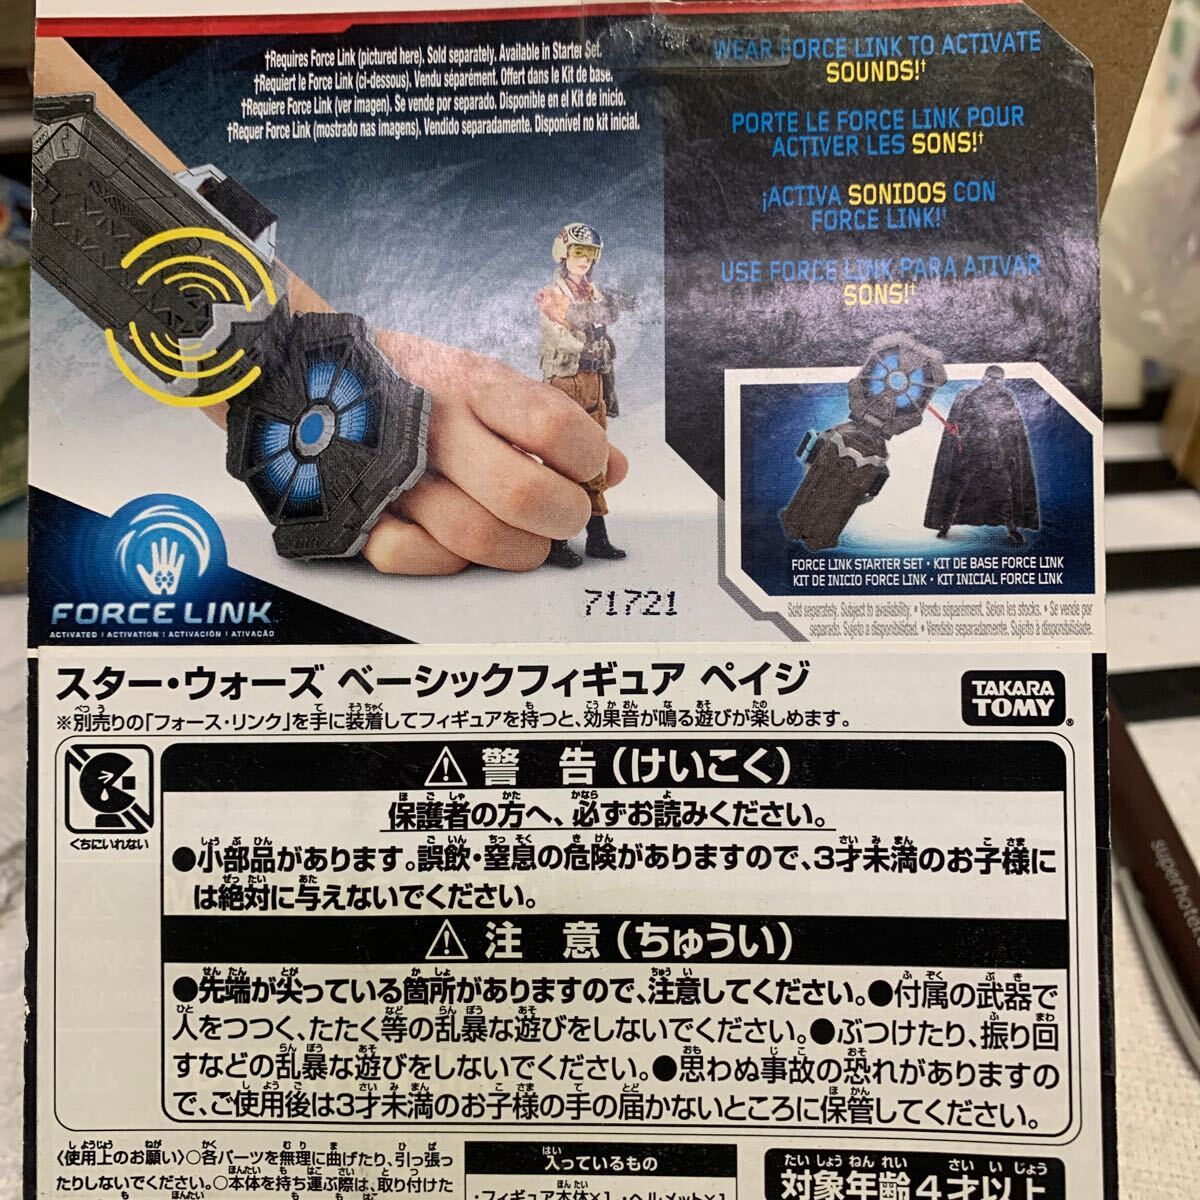 †Requires Force Link (pictured here). Sold separately. Available in Starter Set.
†Requiert le Force Link (ci-dessous). Vendu séparément. Offert dans le Kit de base.
†Requiere Force Link (ver imagen). Se vende por separado. Disponible en el Kit de inicio.
†Requer Force Link (mostrado nas imagens). Vendido separadamente. Disponível no kit inicial.
WEAR FORCE LINK TO ACTIVATE
SOUNDS!†
PORTE LE FORCE LINK POUR
ACTIVER LES SONS!†
¡ACTIVA SONIDOS CON
FORCE LINK!†
USE FORCE LINK PARA ATIVAR
SONS!†
FORCE LINK STARTER SET • KIT DE BASE FORCE LINK
KIT DE INICIO FORCE LINK • KIT INICIAL FORCE LINK
Sold separately. Subject to availability. • Vendu séparément. Selon les stocks. • Se vende por
separado. Sujeto a disponibilidad. • Vendido separadamente. Sujeito à disponibilidade.
FORCE LINK
ACTIVATED | ACTIVATION | ACTIVACIÓN | ATIVAÇÃO
71721
スター・ウォーズ ベーシックフィギュア ペイジ
TAKARA
TOMY®
※別売りの「フォース・リンク」を手に装着してフィギュアを持つと、効果音が鳴る遊びが楽しめます。
くちにいれない
⚠ 警 告 (けいこく)
保護者の方へ、必ずお読みください。
●小部品があります。誤飲・窒息の危険がありますので、3才未満のお子様に
は絶対に与えないでください。
⚠ 注 意 (ちゅうい)
●先端が尖っている箇所がありますので、注意してください。●付属の武器で
人をつつく、たたく等の乱暴な遊びをしないでください。●ぶつけたり、振り回
すなどの乱暴な遊びをしないでください。●思わぬ事故の恐れがありますの
で、ご使用後は3才未満のお子様の手の届かないところに保管してください。
〈使用上のお願い〉○各パーツを無理に曲げたり、引っ張っ
たりしないでください。○本体を持ち運ぶ際は、取り付けた
入っているもの
・フィギュア本体×1 ・ヘルメット×1
対象年齢4才以上
superhote